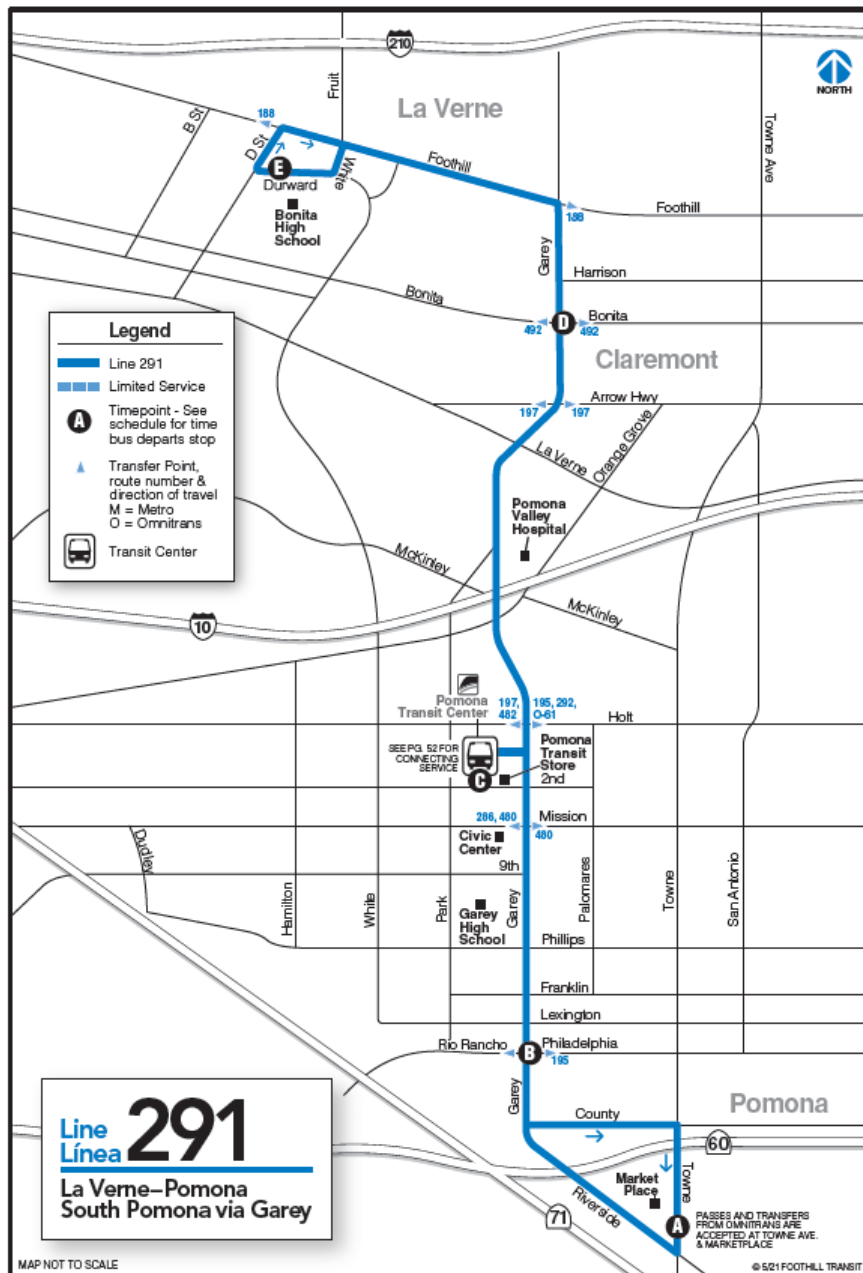 210
NORTH
188
B St
D St
Fruit
La Verne
Towne Ave
E
Durward
White
Foothill
Bonita
High
School
188
Foothill
Garey
Harrison
Bonita
D
Bonita
492
492
Claremont
Arrow Hwy
197
197
La Verne
Orange Grove
Legend
Line 291
Limited Service
A
Timepoint - See
schedule for time
bus departs stop
Transfer Point,
route number &
direction of travel
M = Metro
O = Omnitrans
Transit Center
Pomona
Valley
Hospital
McKinley
McKinley
10
Pomona
Transit Center
197,
482
195, 292,
O-61
Holt
SEE PG. 52 FOR
CONNECTING
SERVICE
C
Pomona
Transit
Store
2nd
286, 480
Mission
480
Civic
Center
9th
Dudley
Hamilton
White
Park
Garey
Palomares
Towne
San Antonio
Garey
High
School
Phillips
Franklin
Lexington
Rio Rancho
B
Philadelphia
195
Garey
County
Pomona
60
Towne
Market
Place
Riverside
71
A
PASSES AND TRANSFERS
FROM OMNITRANS ARE
ACCEPTED AT TOWNE AVE.
& MARKETPLACE
Line
Línea
291
La Verne–Pomona
South Pomona via Garey
MAP NOT TO SCALE
© 5/21 FOOTHILL TRANSIT